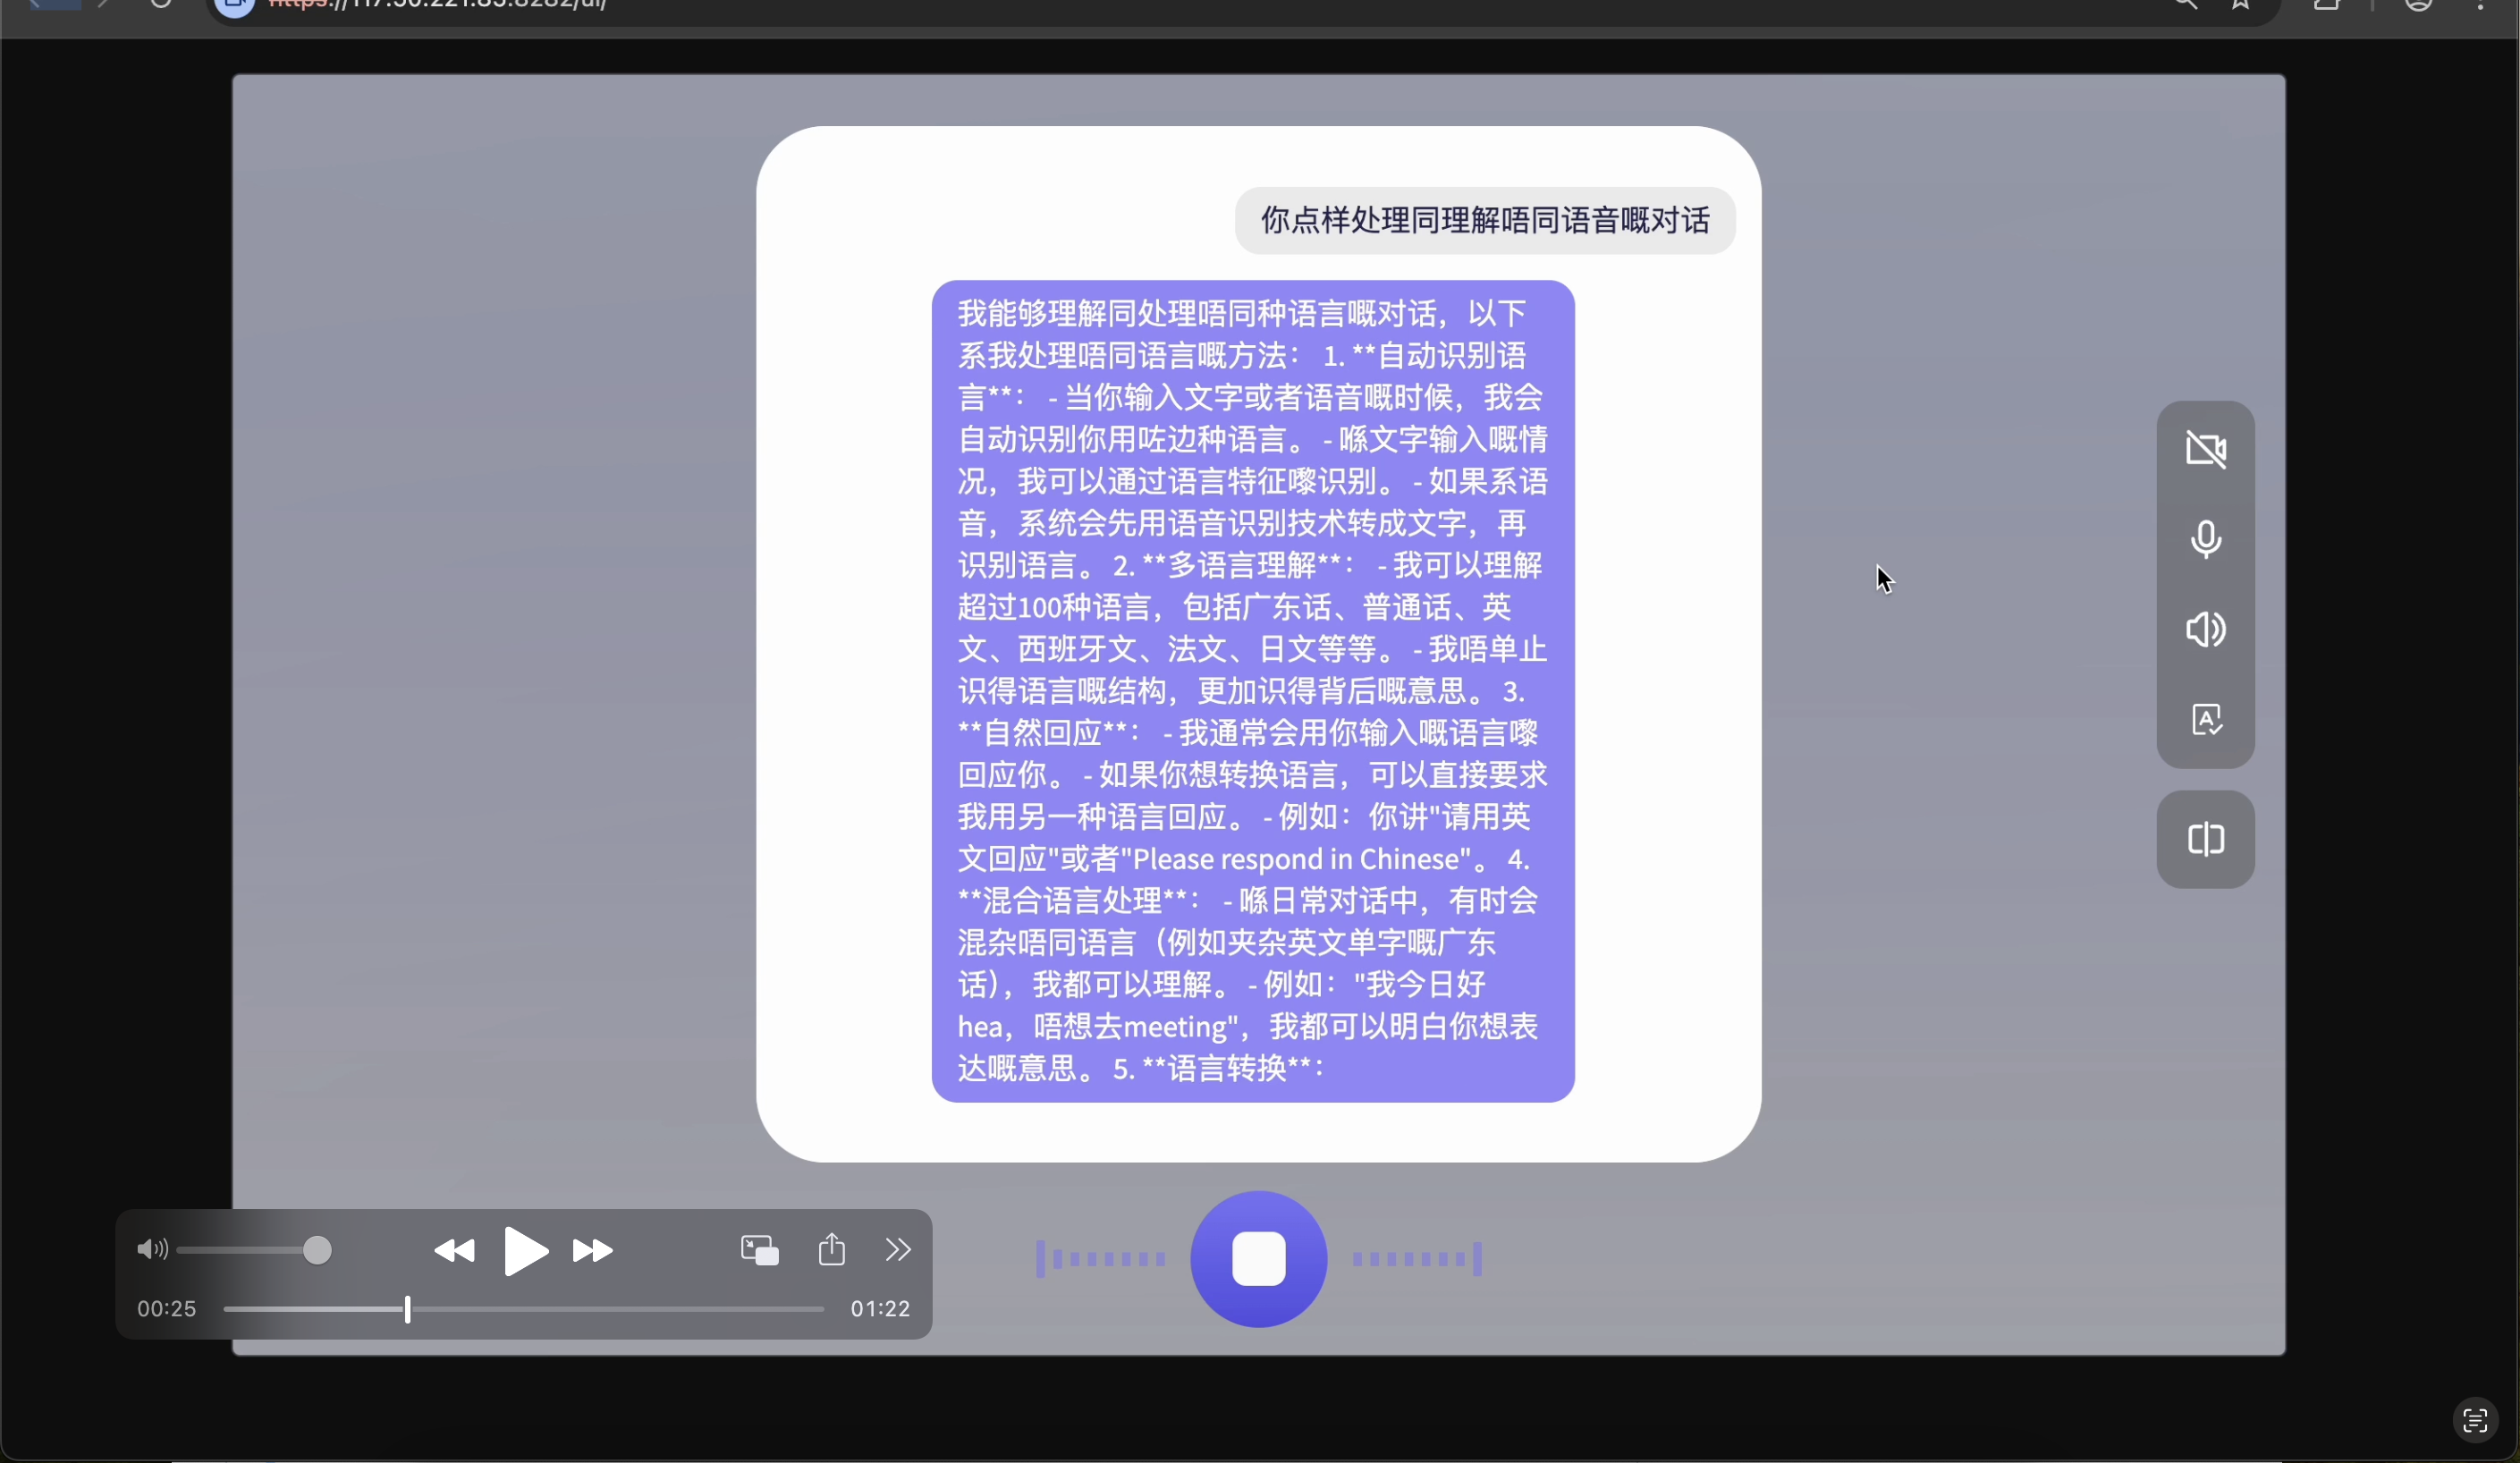 你点样处理同理解唔同语音嘅对话
我能够理解同处理唔同种语言嘅对话，以下
系我处理唔同语言嘅方法： 1. **自动识别语
言**： - 当你输入文字或者语音嘅时候，我会
自动识别你用咗边种语言。 - 喺文字输入嘅情
况，我可以通过语言特征嚟识别。 - 如果系语
音，系统会先用语音识别技术转成文字，再
识别语言。 2. **多语言理解**： - 我可以理解
超过100种语言，包括广东话、普通话、英
文、西班牙文、法文、日文等等。 - 我唔单止
识得语言嘅结构，更加识得背后嘅意思。 3.
**自然回应**： - 我通常会用你输入嘅语言嚟
回应你。 - 如果你想转换语言，可以直接要求
我用另一种语言回应。 - 例如： 你讲"请用英
文回应"或者"Please respond in Chinese"。 4.
**混合语言处理**： - 喺日常对话中，有时会
混杂唔同语言（例如夹杂英文单字嘅广东
话），我都可以理解。 - 例如： "我今日好
hea，唔想去meeting"，我都可以明白你想表
达嘅意思。 5. **语言转换**：
00:25
01:22